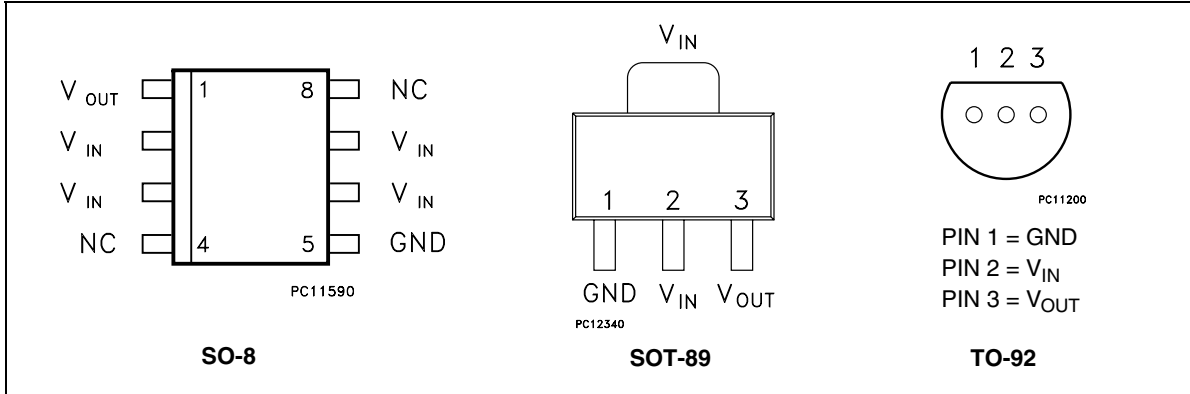 V OUT
V IN
V IN
NC
1
4
8
5
NC
V IN
V IN
GND
PC11590
SO-8
V IN
1 2 3
GND V IN V OUT
PC12340
SOT-89
1 2 3
PC11200
PIN 1 = GND
PIN 2 = VIN
PIN 3 = VOUT
TO-92